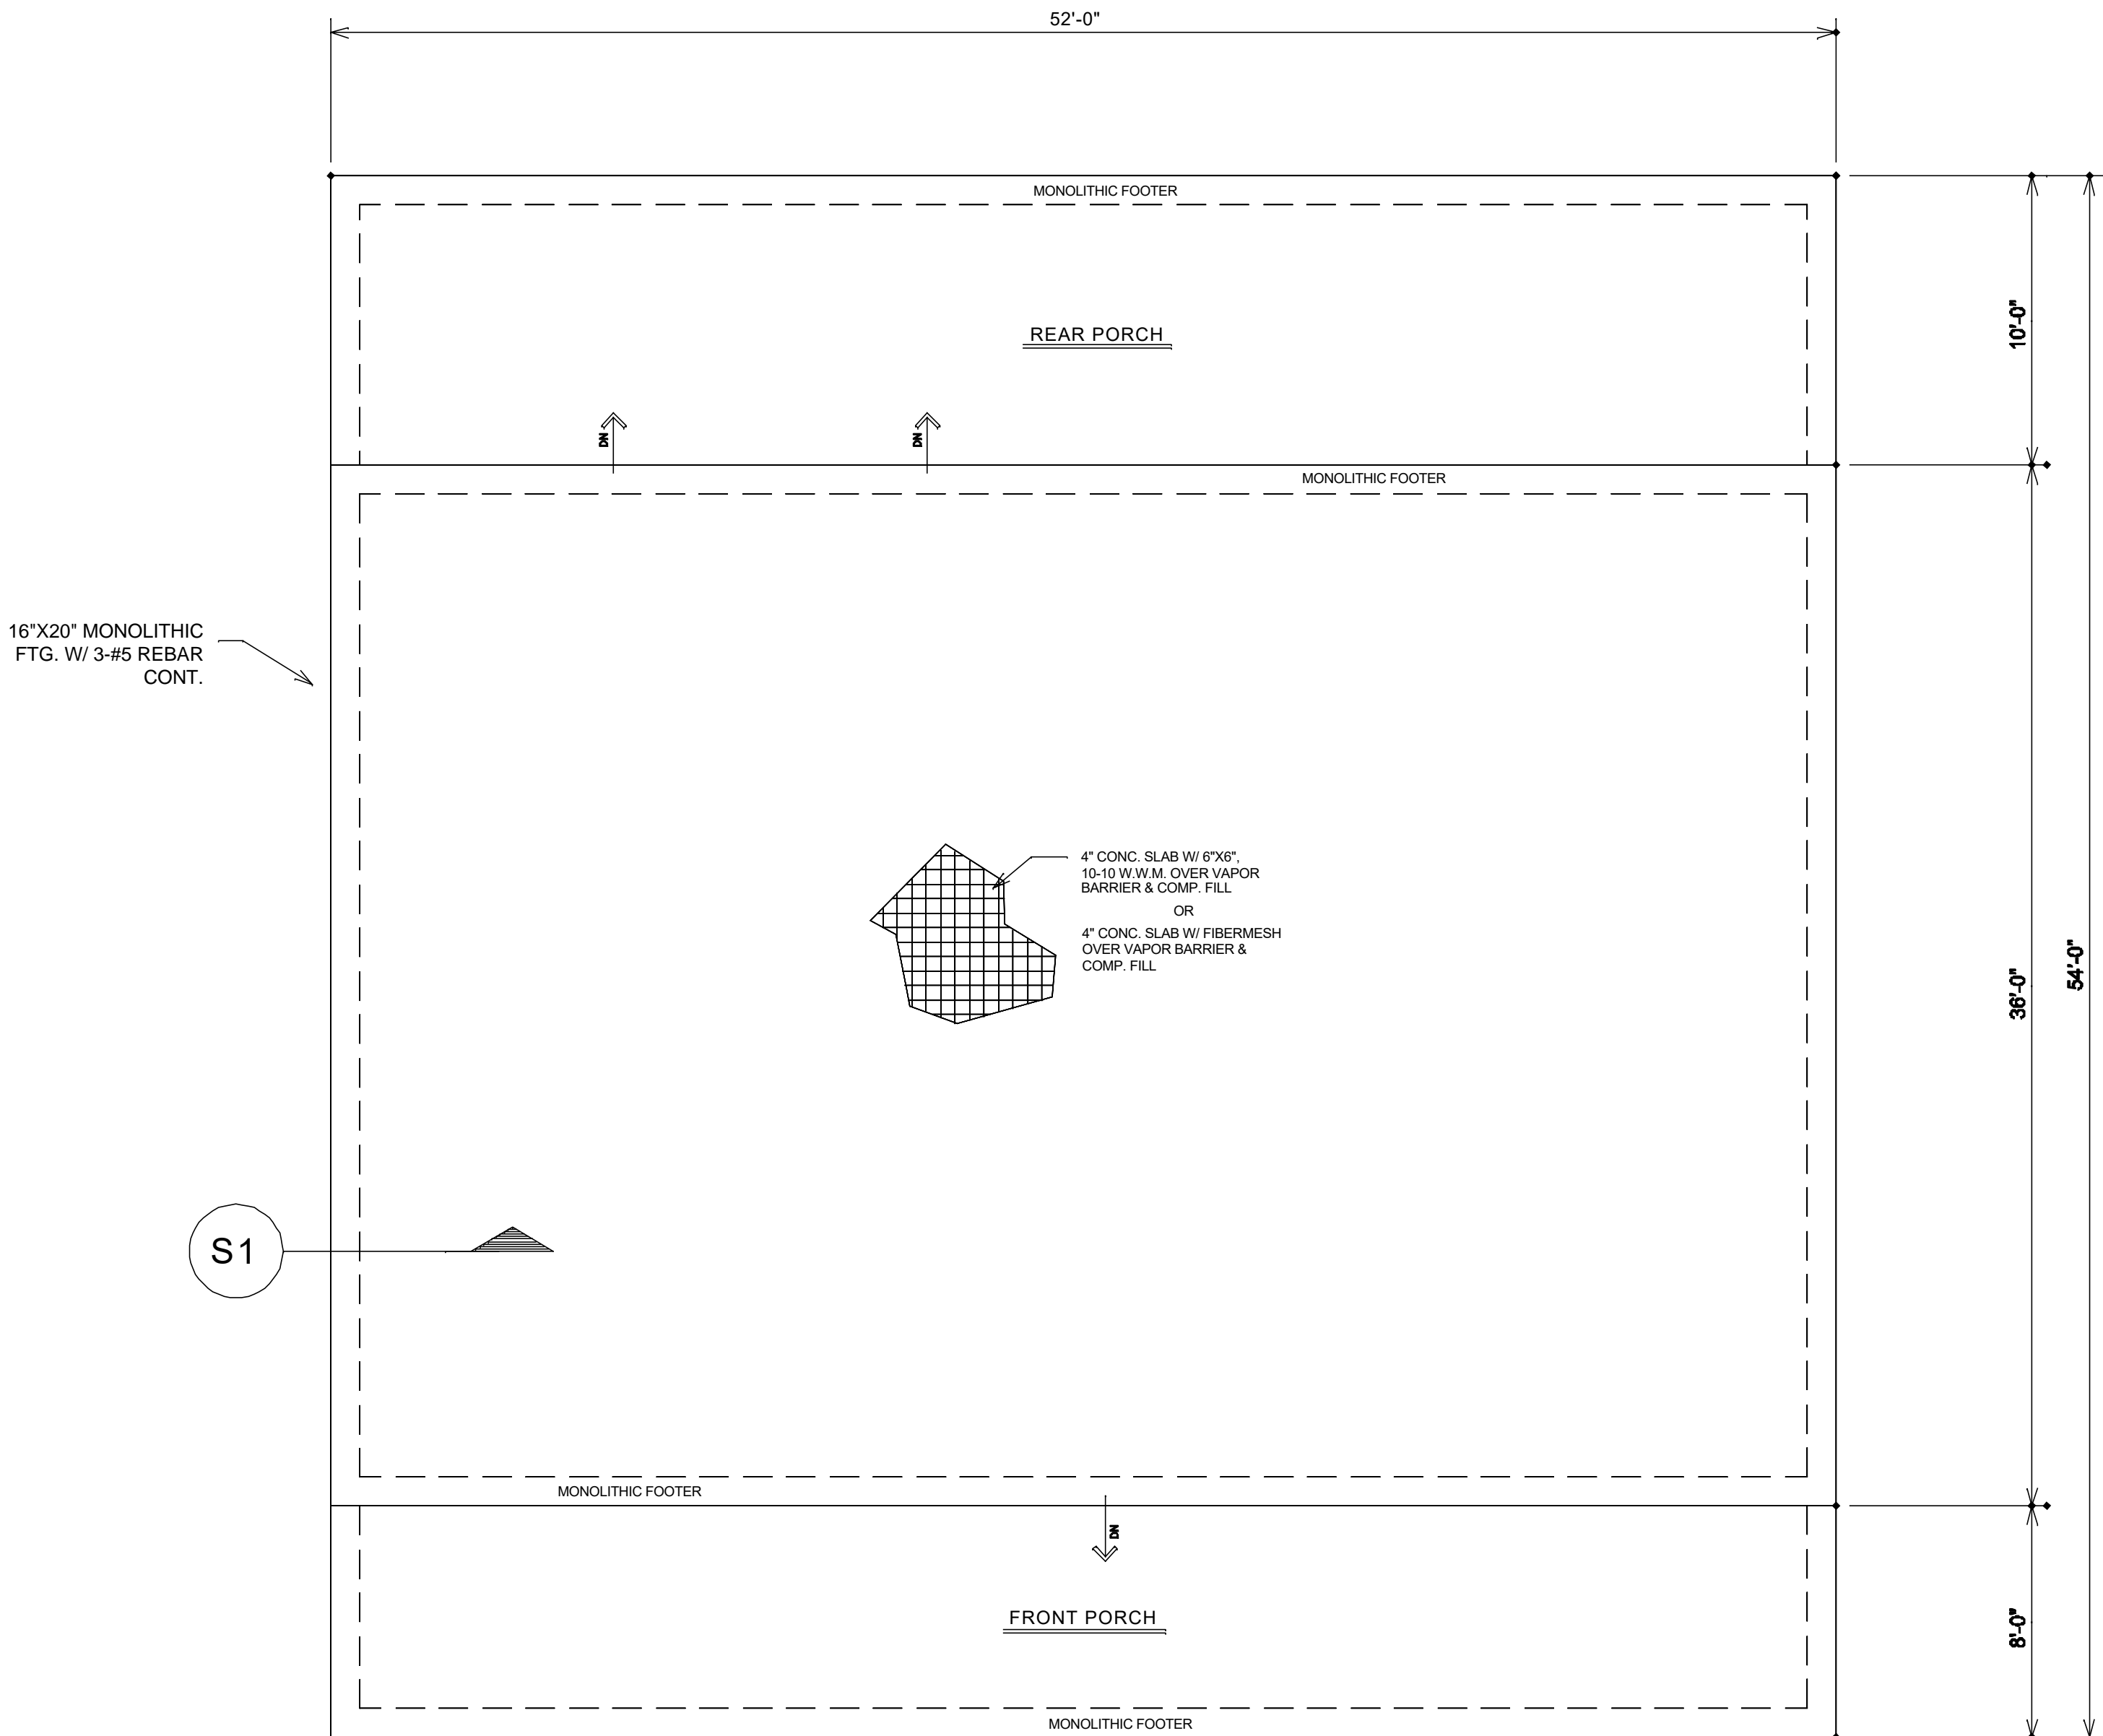 52'-0"
MONOLITHIC FOOTER
REAR PORCH
10'-0"
DN
DN
MONOLITHIC FOOTER
16"X20" MONOLITHIC
FTG. W/ 3-#5 REBAR
CONT.
4" CONC. SLAB W/ 6"X6",
10-10 W.W.M. OVER VAPOR
BARRIER & COMP. FILL
OR
4" CONC. SLAB W/ FIBERMESH
OVER VAPOR BARRIER &
COMP. FILL
36'-0"
54'-0"
S1
MONOLITHIC FOOTER
DN
FRONT PORCH
8'-0"
MONOLITHIC FOOTER